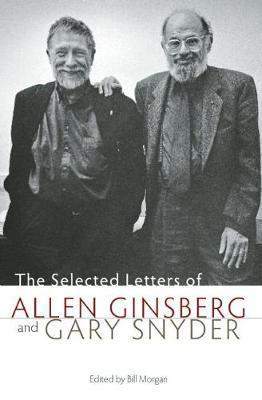 The Selected Letters of
ALLEN GINSBERG
and GARY SNYDER
Edited by Bill Morgan